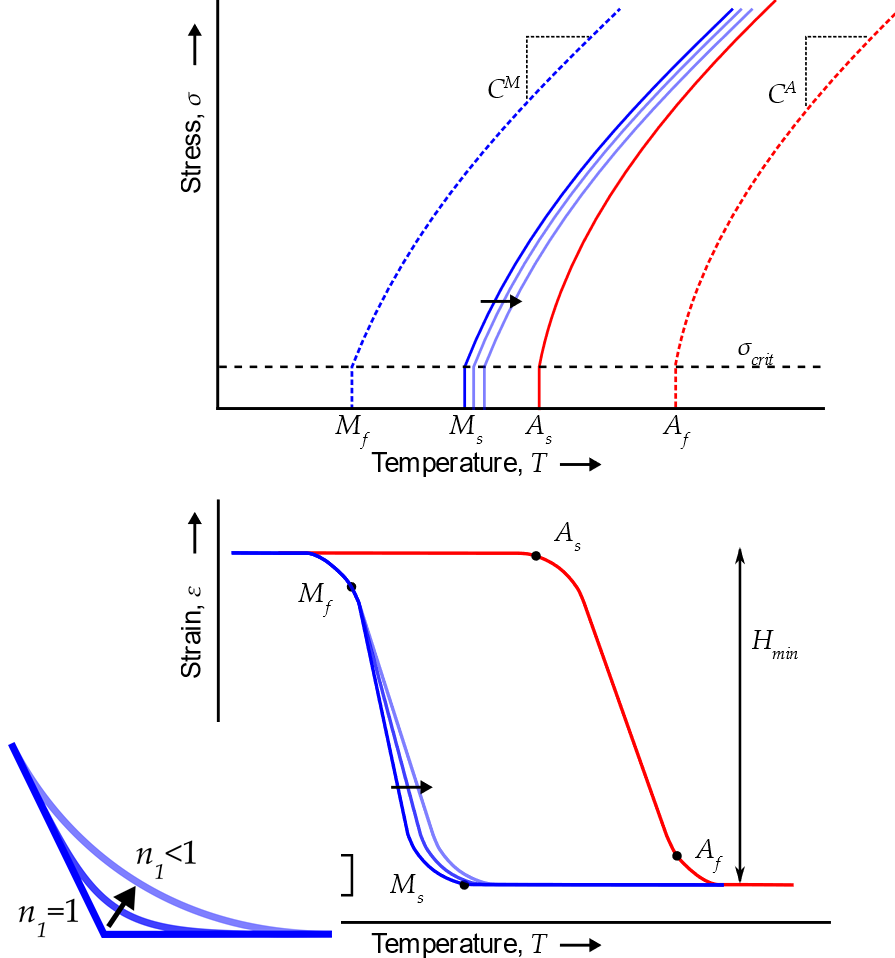 Stress, σ
C^M
C^A
σ_crit
M_f
M_s
A_s
A_f
Temperature, T
Strain, ε
A_s
M_f
H_min
n_1<1
A_f
M_s
n_1=1
Temperature, T